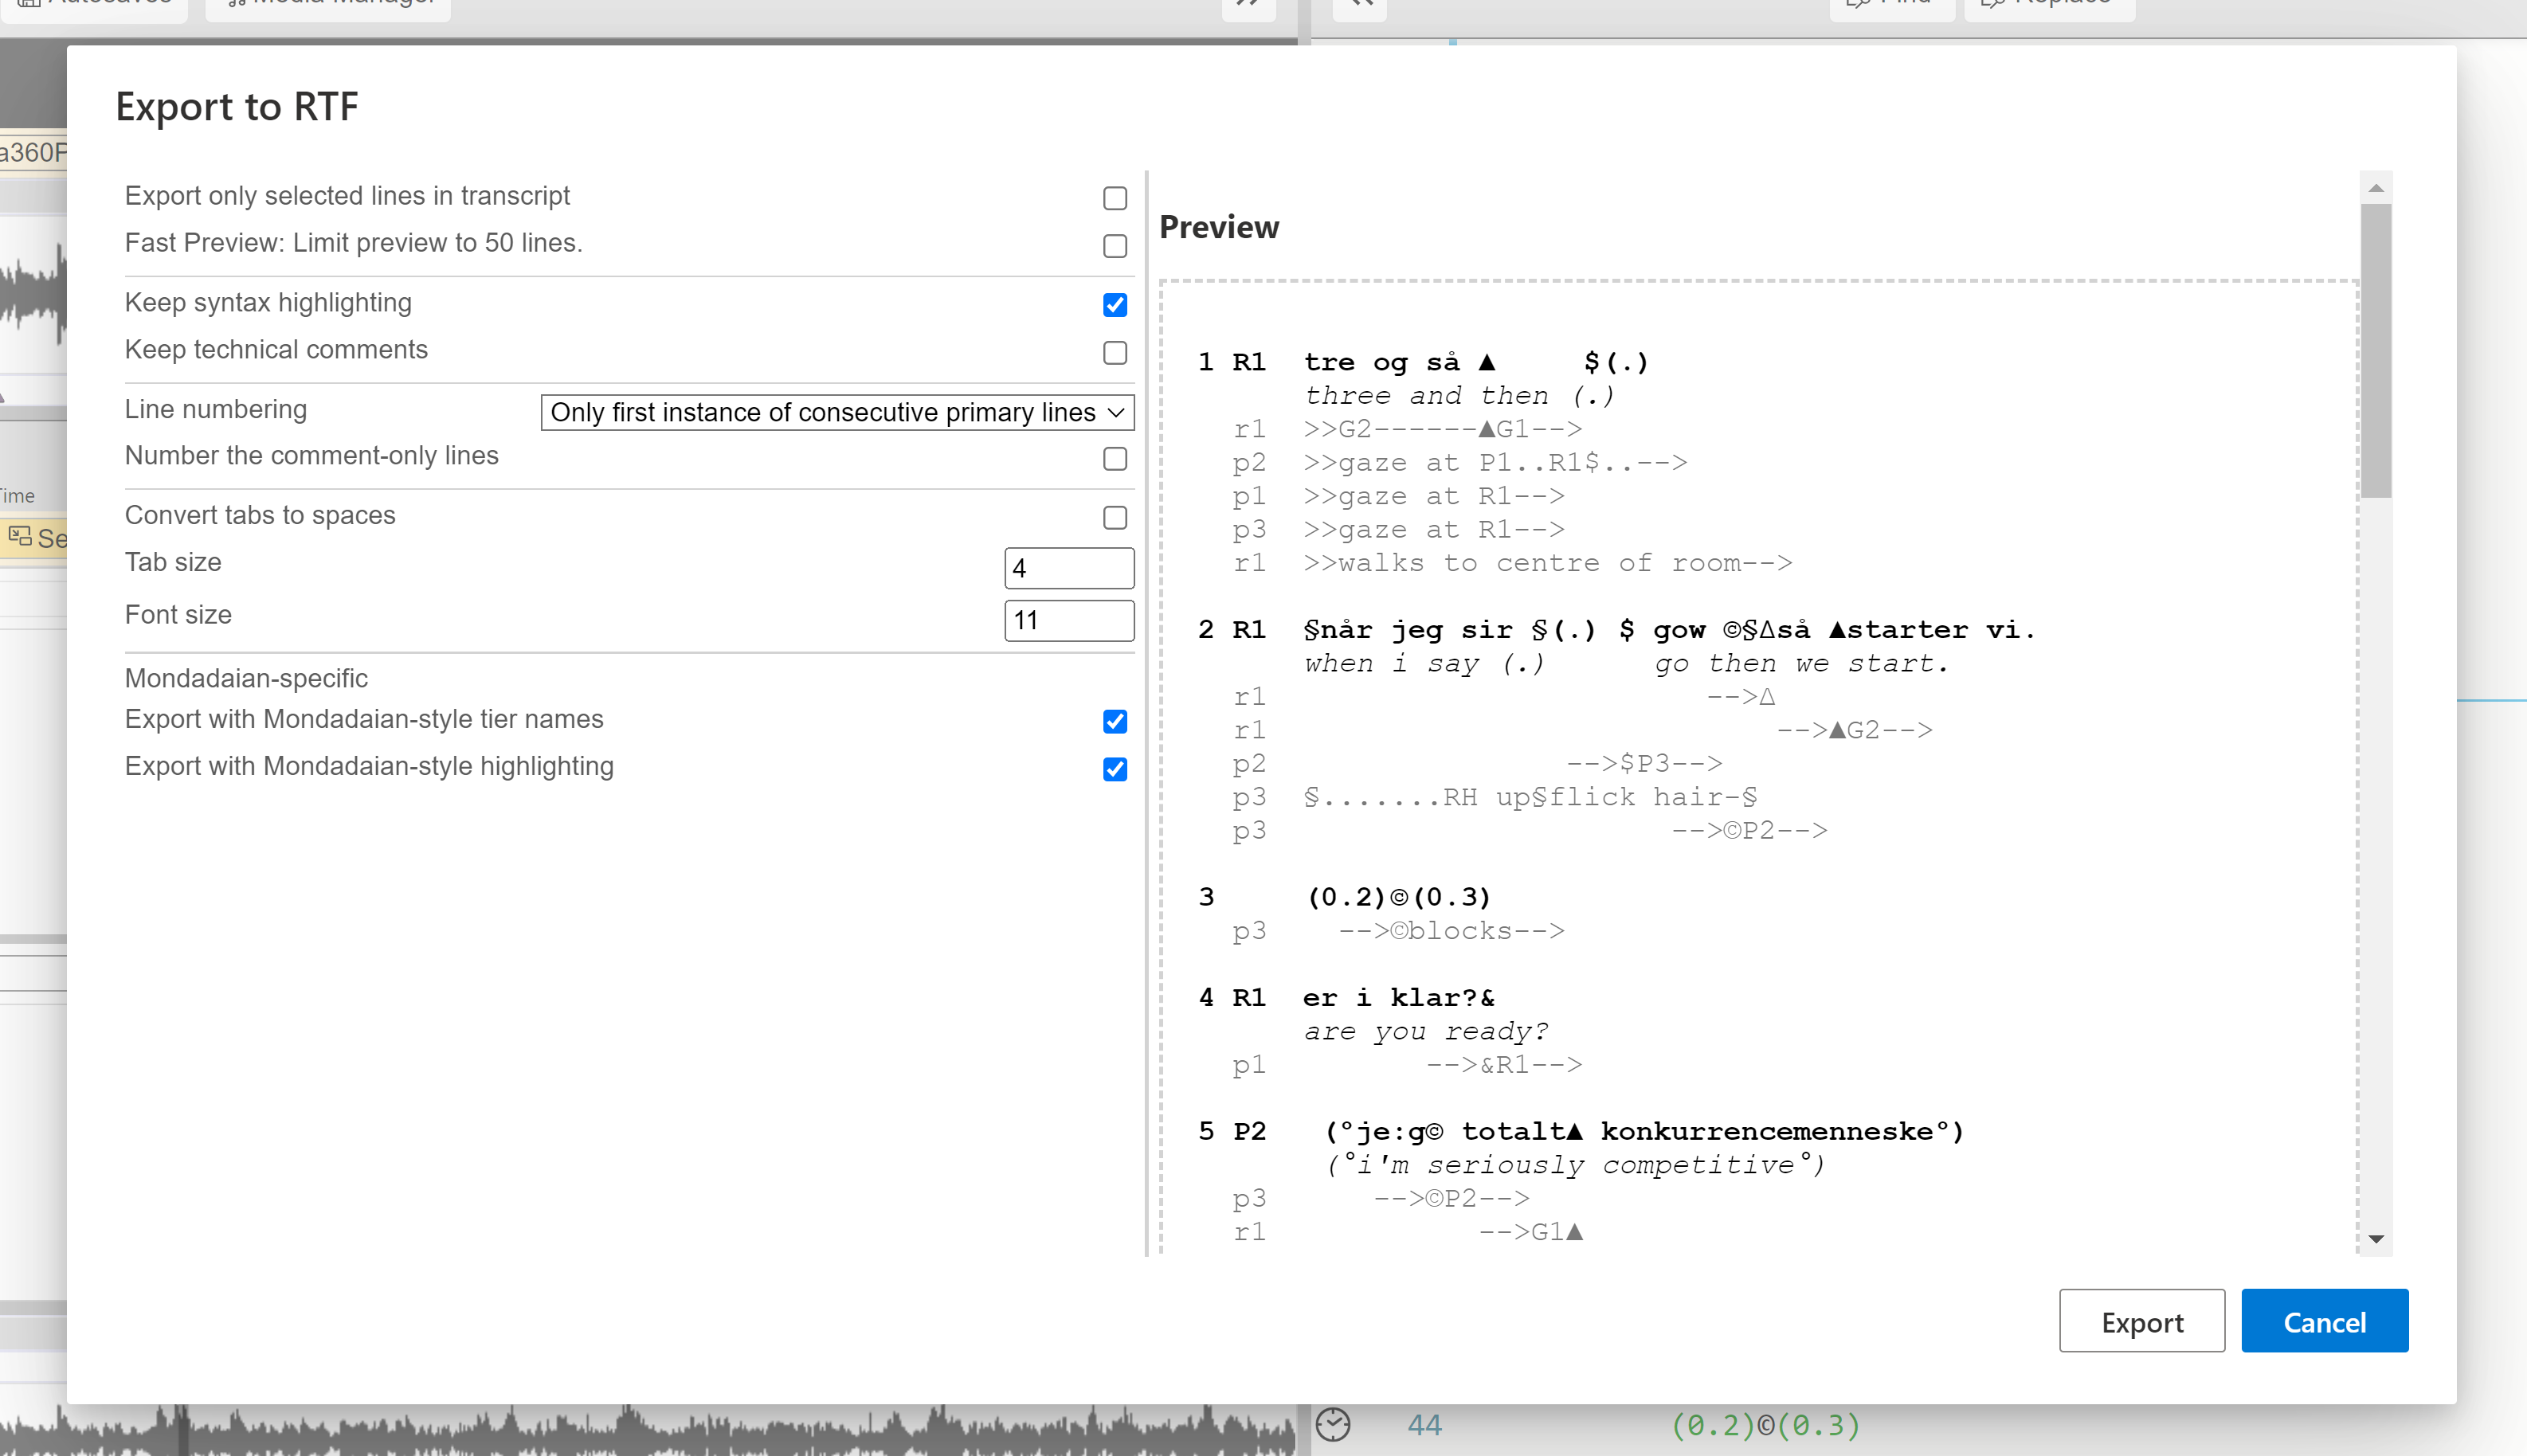 Export to RTF
a360P
Export only selected lines in transcript
Fast Preview: Limit preview to 50 lines.
Keep syntax highlighting
Keep technical comments
Line numbering Only first instance of consecutive primary lines
Number the comment-only lines
Convert tabs to spaces
Tab size 4
Font size 11
Mondadaian-specific
Export with Mondadaian-style tier names
Export with Mondadaian-style highlighting
Se
Preview
1 R1  tre og så ▲     $(.)
      three and then (.)
  r1  >>G2------▲G1-->
  p2  >>gaze at P1..R1$..-->
  p1  >>gaze at R1-->
  p3  >>gaze at R1-->
  r1  >>walks to centre of room-->
2 R1  §når jeg sir §(.) $ gow ©§∆så ▲starter vi.
      when i say (.)      go then we start.
  r1                         -->∆
  r1                             -->▲G2-->
  p2                 -->$P3-->
  p3  §.......RH up§flick hair-§
  p3                       -->©P2-->
3     (0.2)©(0.3)
  p3    -->©blocks-->
4 R1  er i klar?&
      are you ready?
  p1         -->&R1-->
5 P2   (°je:g© totalt▲ konkurrencemenneske°)
       (°i'm seriously competitive°)
  p3      -->©P2-->
  r1            -->G1▲
Export Cancel
44 (0.2)©(0.3)